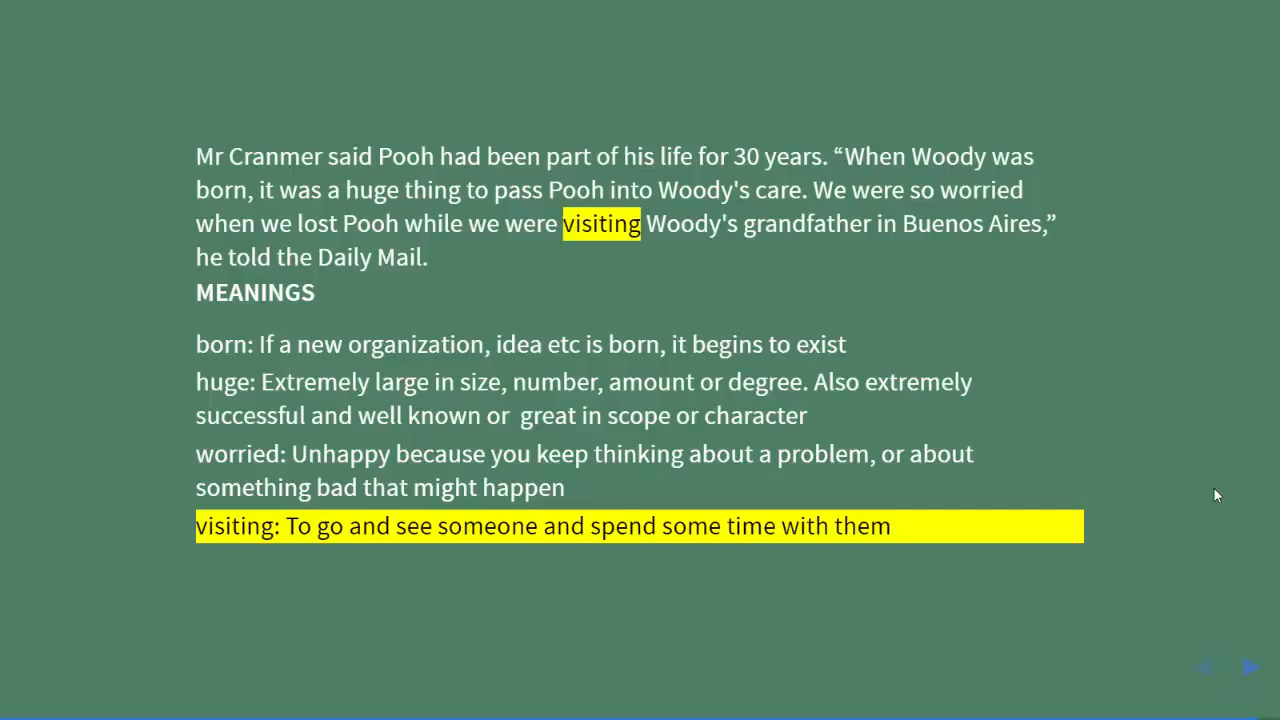 Mr Cranmer said Pooh had been part of his life for 30 years. “When Woody was
born, it was a huge thing to pass Pooh into Woody's care. We were so worried
when we lost Pooh while we were visiting Woody's grandfather in Buenos Aires,”
he told the Daily Mail.
MEANINGS
born: If a new organization, idea etc is born, it begins to exist
huge: Extremely large in size, number, amount or degree. Also extremely
successful and well known or  great in scope or character
worried: Unhappy because you keep thinking about a problem, or about
something bad that might happen
visiting: To go and see someone and spend some time with them